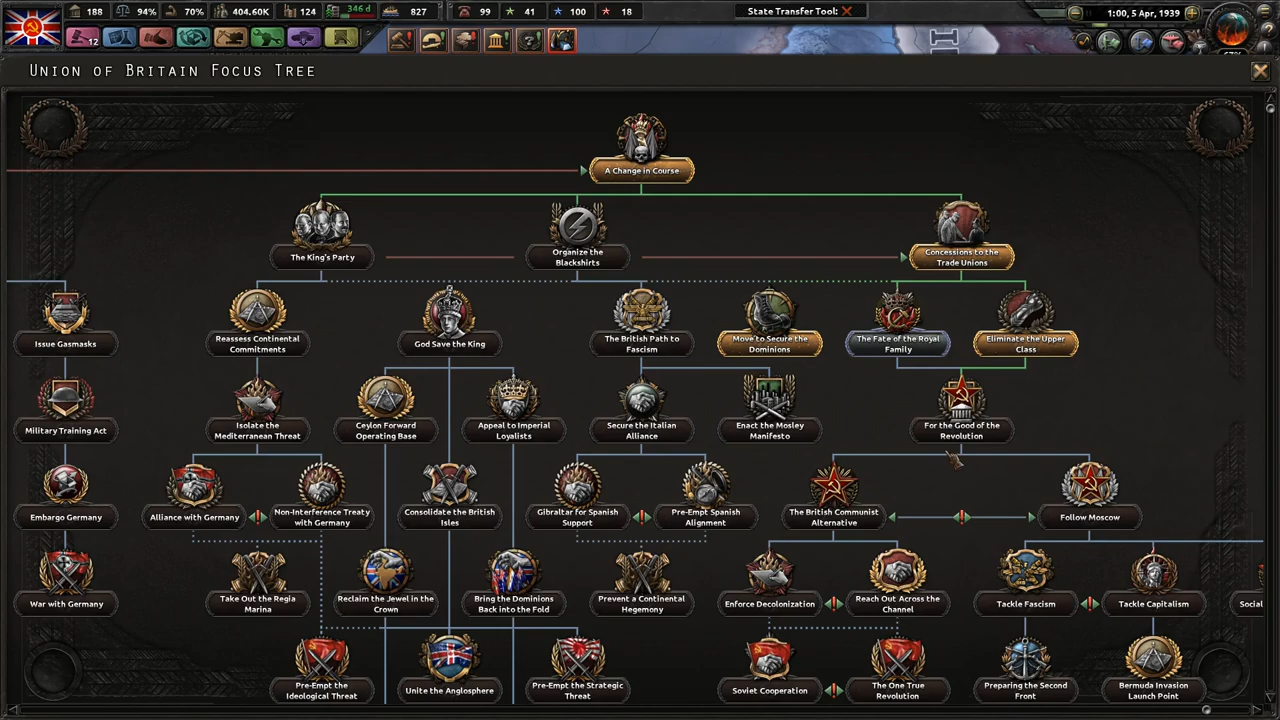 188 94% 70% 404.60K 124 346 d 827 99 41 100 18 State Transfer Tool: 1:00, 5 Apr, 1939
12
UNION OF BRITAIN FOCUS TREE
A Change in Course
The King's Party
Organize the
Blackshirts
Concessions to the
Trade Unions
Issue Gasmasks
Reassess Continental
Commitments
God Save the King
The British Path to
Fascism
Move to Secure the
Dominions
The Fate of the Royal
Family
Eliminate the Upper
Class
Military Training Act
Isolate the
Mediterranean Threat
Ceylon Forward
Operating Base
Appeal to Imperial
Loyalists
Secure the Italian
Alliance
Enact the Mosley
Manifesto
For the Good of the
Revolution
Embargo Germany
Alliance with Germany
Non-Interference Treaty
with Germany
Consolidate the British
Isles
Gibraltar for Spanish
Support
Pre-Empt Spanish
Alignment
The British Communist
Alternative
Follow Moscow
War with Germany
Take Out the Regia
Marina
Reclaim the Jewel in the
Crown
Bring the Dominions
Back into the Fold
Prevent a Continental
Hegemony
Enforce Decolonization
Reach Out Across the
Channel
Tackle Fascism
Tackle Capitalism
Social
Pre-Empt the
Ideological Threat
Unite the Anglosphere
Pre-Empt the Strategic
Threat
Soviet Cooperation
The One True
Revolution
Preparing the Second
Front
Bermuda Invasion
Launch Point